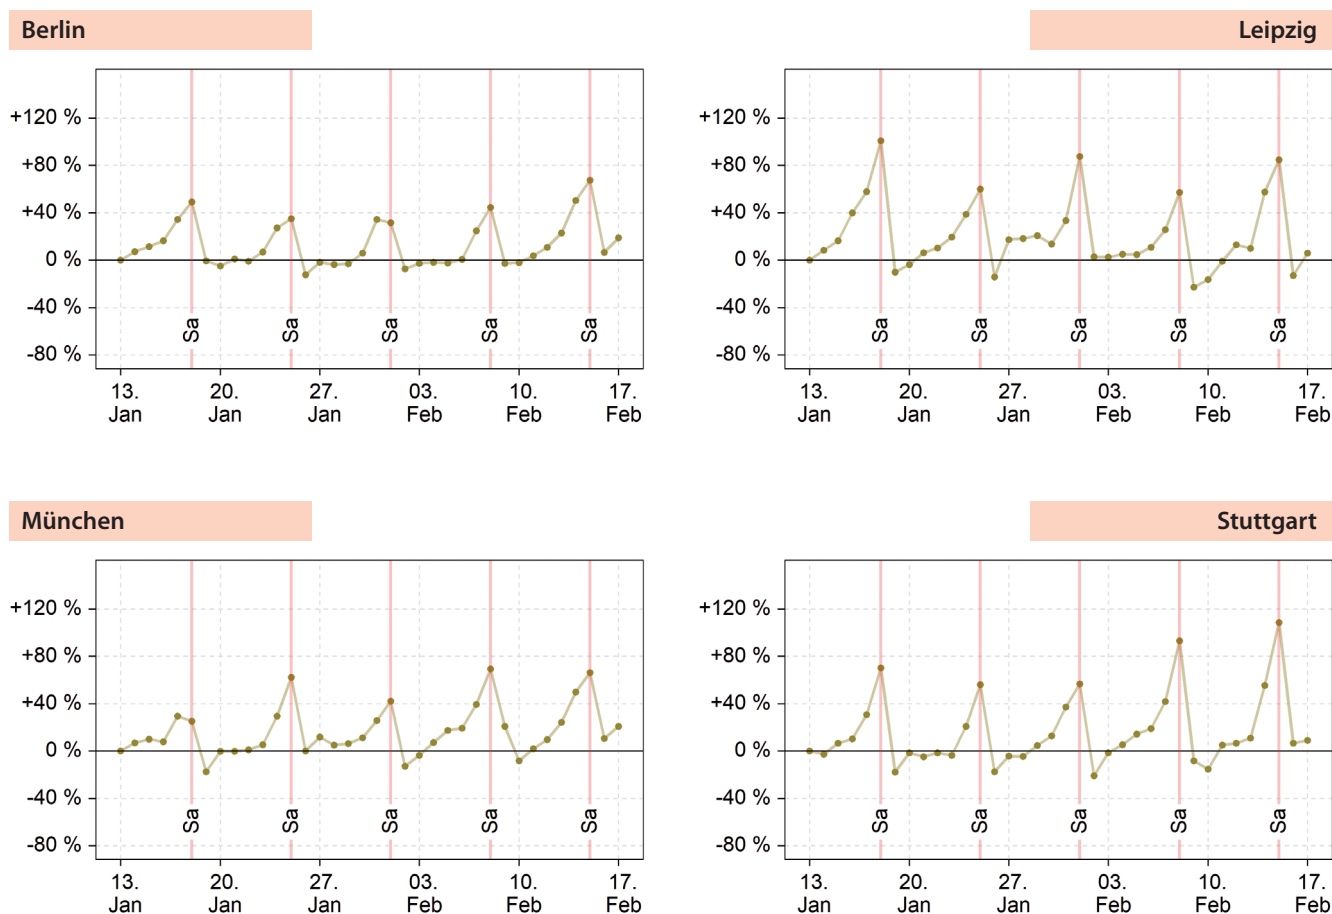 Berlin
+120 %
+80 %
+40 %
0 %
-40 %
-80 %
Sa Sa Sa Sa Sa
13. 20. 27. 03. 10. 17.
Jan Jan Jan Feb Feb Feb
Leipzig
+120 %
+80 %
+40 %
0 %
-40 %
-80 %
Sa Sa Sa Sa Sa
13. 20. 27. 03. 10. 17.
Jan Jan Jan Feb Feb Feb
München
+120 %
+80 %
+40 %
0 %
-40 %
-80 %
Sa Sa Sa Sa Sa
13. 20. 27. 03. 10. 17.
Jan Jan Jan Feb Feb Feb
Stuttgart
+120 %
+80 %
+40 %
0 %
-40 %
-80 %
Sa Sa Sa Sa Sa
13. 20. 27. 03. 10. 17.
Jan Jan Jan Feb Feb Feb